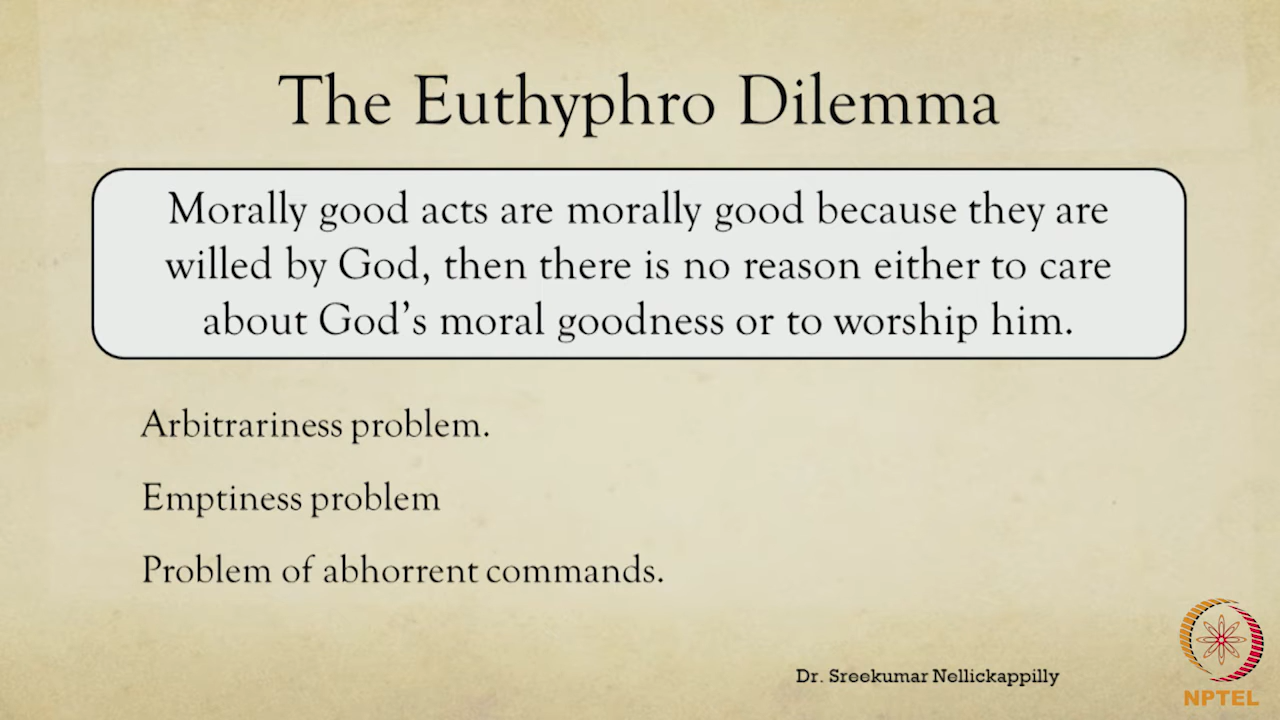 The Euthyphro Dilemma
Morally good acts are morally good because they are
willed by God, then there is no reason either to care
about God's moral goodness or to worship him.
Arbitrariness problem.
Emptiness problem
Problem of abhorrent commands.
Dr. Sreekumar Nellickappilly
NPTEL